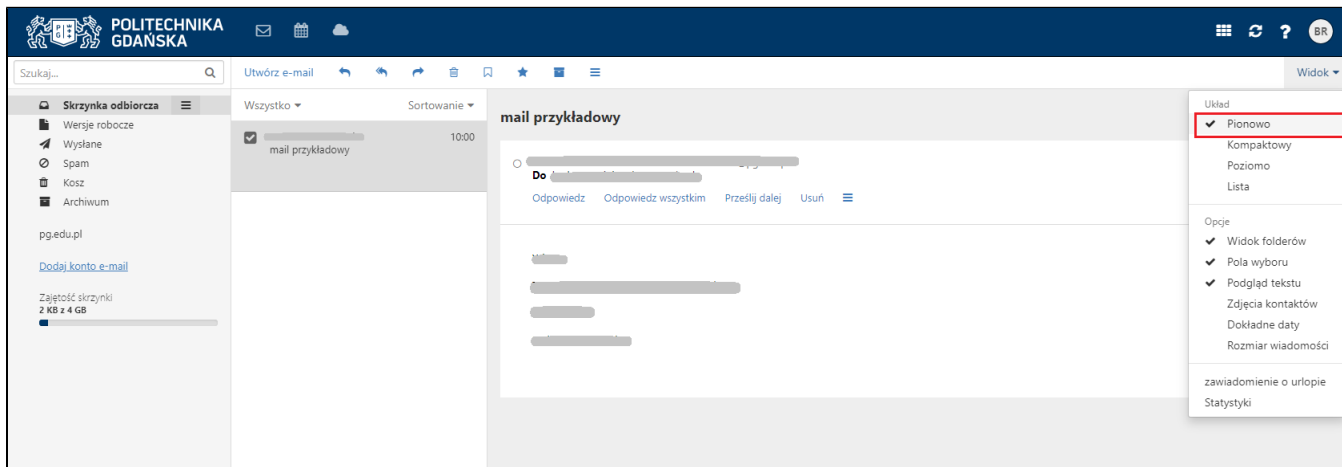 POLITECHNIKA
GDAŃSKA
BR
Szukaj...
Utwórz e-mail
Widok
Skrzynka odbiorcza
Wersje robocze
Wysłane
Spam
Kosz
Archiwum
pg.edu.pl
Dodaj konto e-mail
Zajętość skrzynki
2 KB z 4 GB
Wszystko
Sortowanie
10:00
mail przykładowy
mail przykładowy
Do
Odpowiedz Odpowiedz wszystkim Prześlij dalej Usuń
Układ
Pionowo
Kompaktowy
Poziomo
Lista
Opcje
Widok folderów
Pola wyboru
Podgląd tekstu
Zdjęcia kontaktów
Dokładne daty
Rozmiar wiadomości
zawiadomienie o urlopie
Statystyki